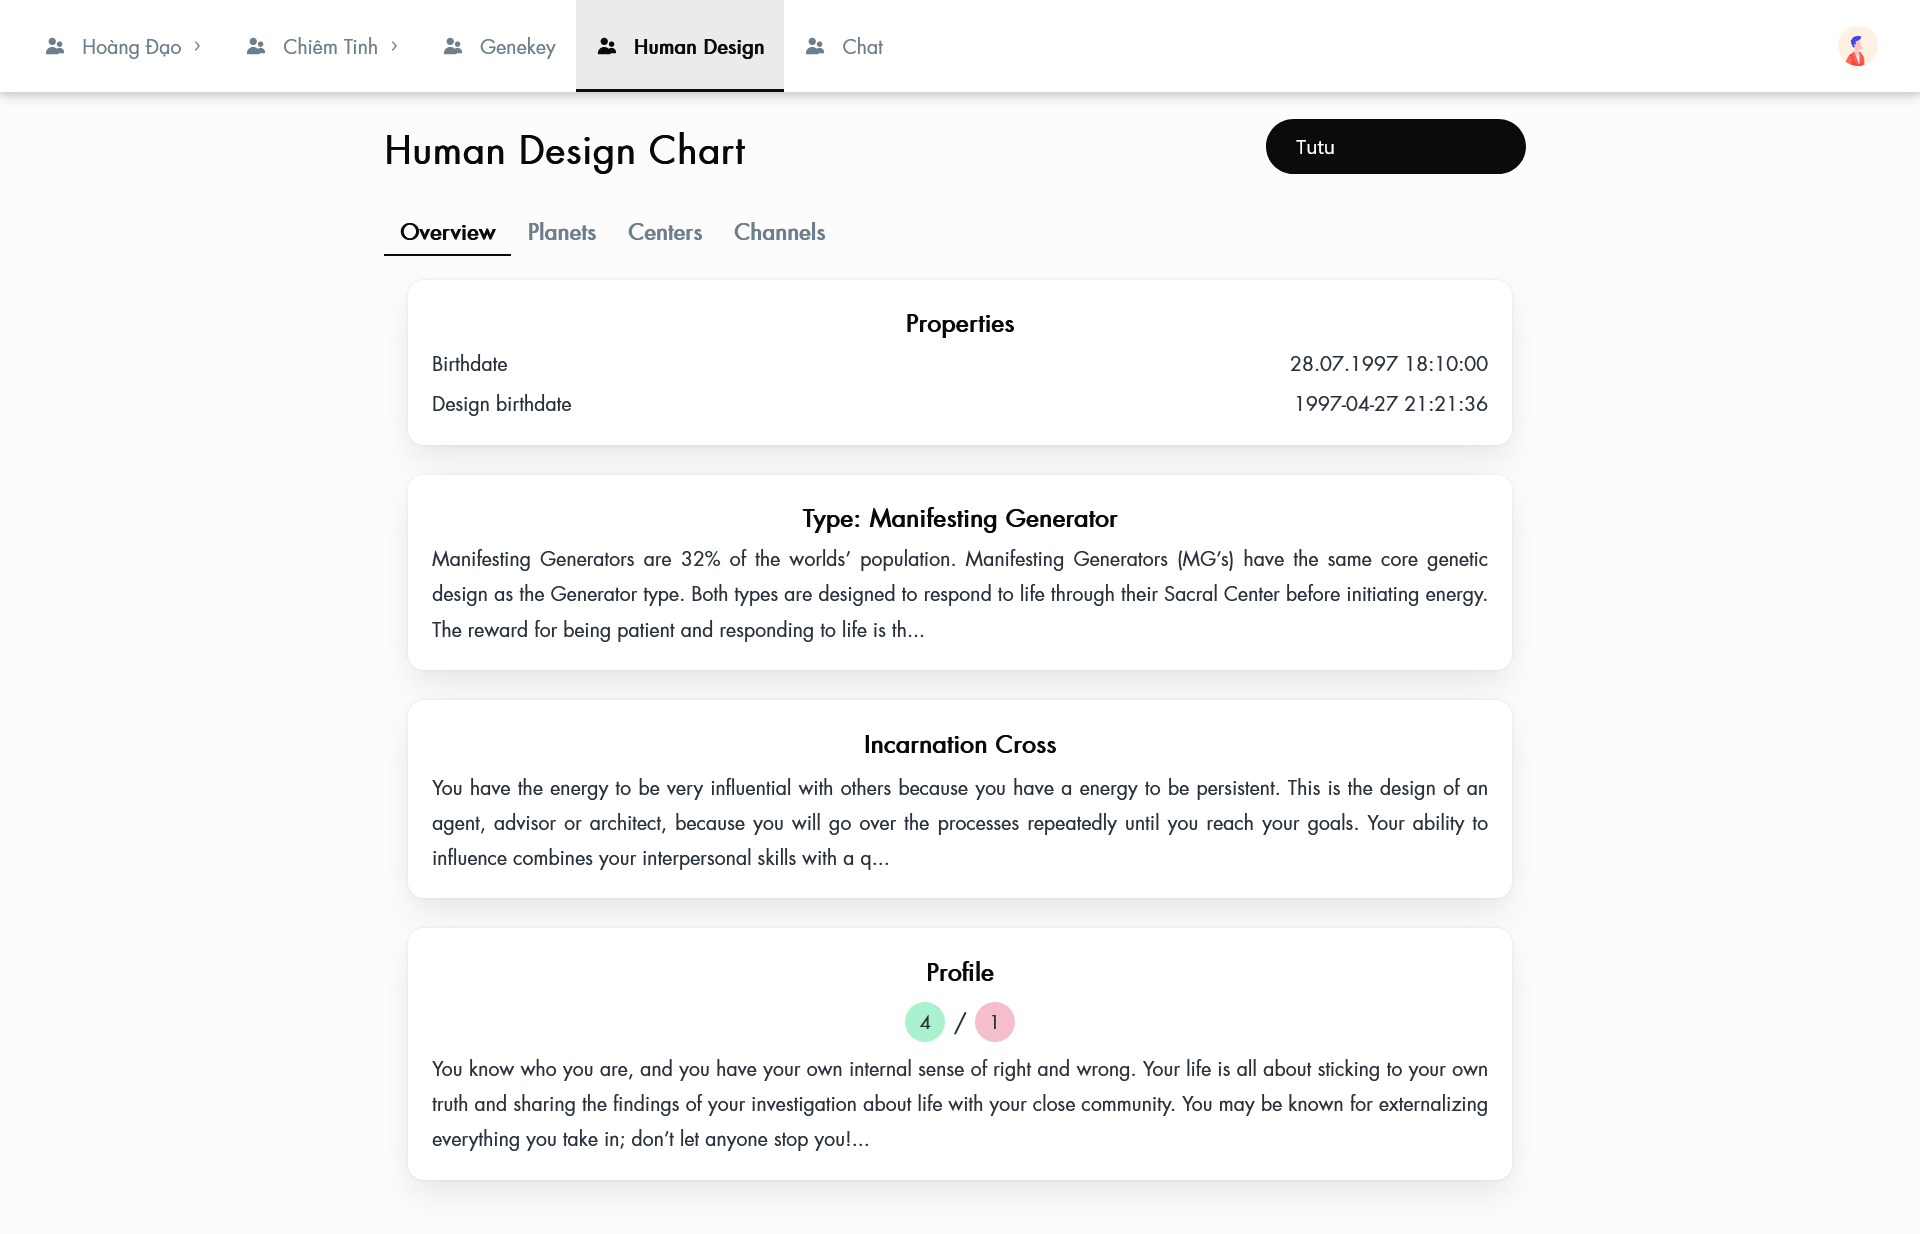 Hoàng Đạo
Chiêm Tinh
Genekey
Human Design
Chat
Human Design Chart
Tutu
Overview
Planets
Centers
Channels
Properties
Birthdate 28.07.1997 18:10:00
Design birthdate 1997-04-27 21:21:36
Type: Manifesting Generator
Manifesting Generators are 32% of the worlds’ population. Manifesting Generators (MG’s) have the same core genetic
design as the Generator type. Both types are designed to respond to life through their Sacral Center before initiating energy.
The reward for being patient and responding to life is th...
Incarnation Cross
You have the energy to be very influential with others because you have a energy to be persistent. This is the design of an
agent, advisor or architect, because you will go over the processes repeatedly until you reach your goals. Your ability to
influence combines your interpersonal skills with a q...
Profile
4 / 1
You know who you are, and you have your own internal sense of right and wrong. Your life is all about sticking to your own
truth and sharing the findings of your investigation about life with your close community. You may be known for externalizing
everything you take in; don’t let anyone stop you!...